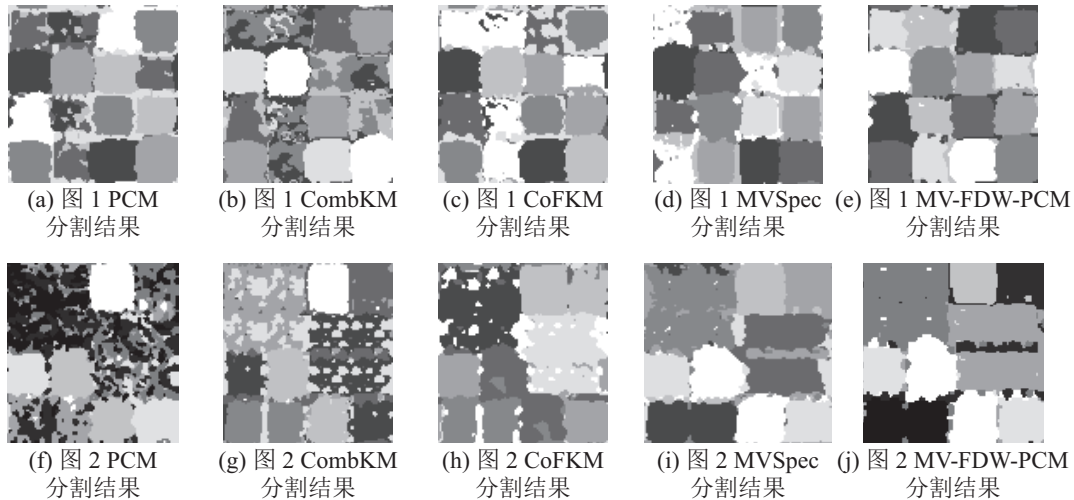 (a) 图 1 PCM
分割结果
(b) 图 1 CombKM
分割结果
(c) 图 1 CoFKM
分割结果
(d) 图 1 MVSpec
分割结果
(e) 图 1 MV-FDW-PCM
分割结果
(f) 图 2 PCM
分割结果
(g) 图 2 CombKM
分割结果
(h) 图 2 CoFKM
分割结果
(i) 图 2 MVSpec
分割结果
(j) 图 2 MV-FDW-PCM
分割结果